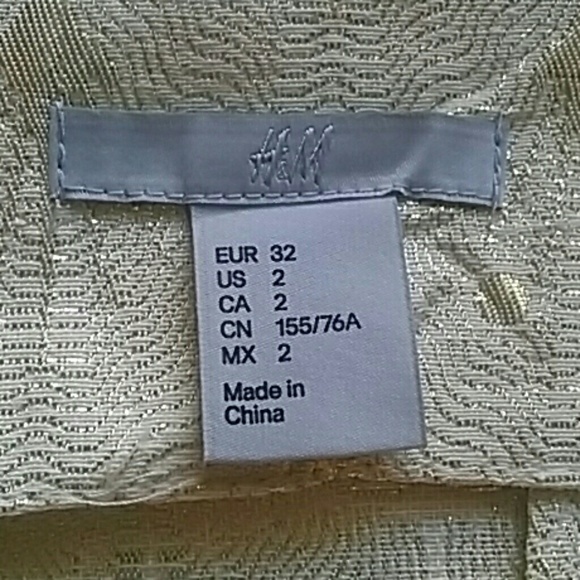 H&M
EUR 32
US 2
CA 2
CN 155/76A
MX 2
Made in
China